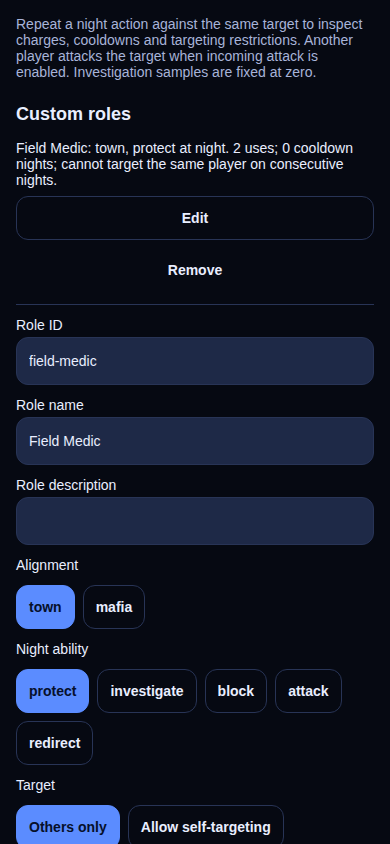 Repeat a night action against the same target to inspect
charges, cooldowns and targeting restrictions. Another
player attacks the target when incoming attack is
enabled. Investigation samples are fixed at zero.
Custom roles
Field Medic: town, protect at night. 2 uses; 0 cooldown
nights; cannot target the same player on consecutive
nights.
Edit
Remove
Role ID
field-medic
Role name
Field Medic
Role description
Alignment
town mafia
Night ability
protect investigate block attack
redirect
Target
Others only Allow self-targeting